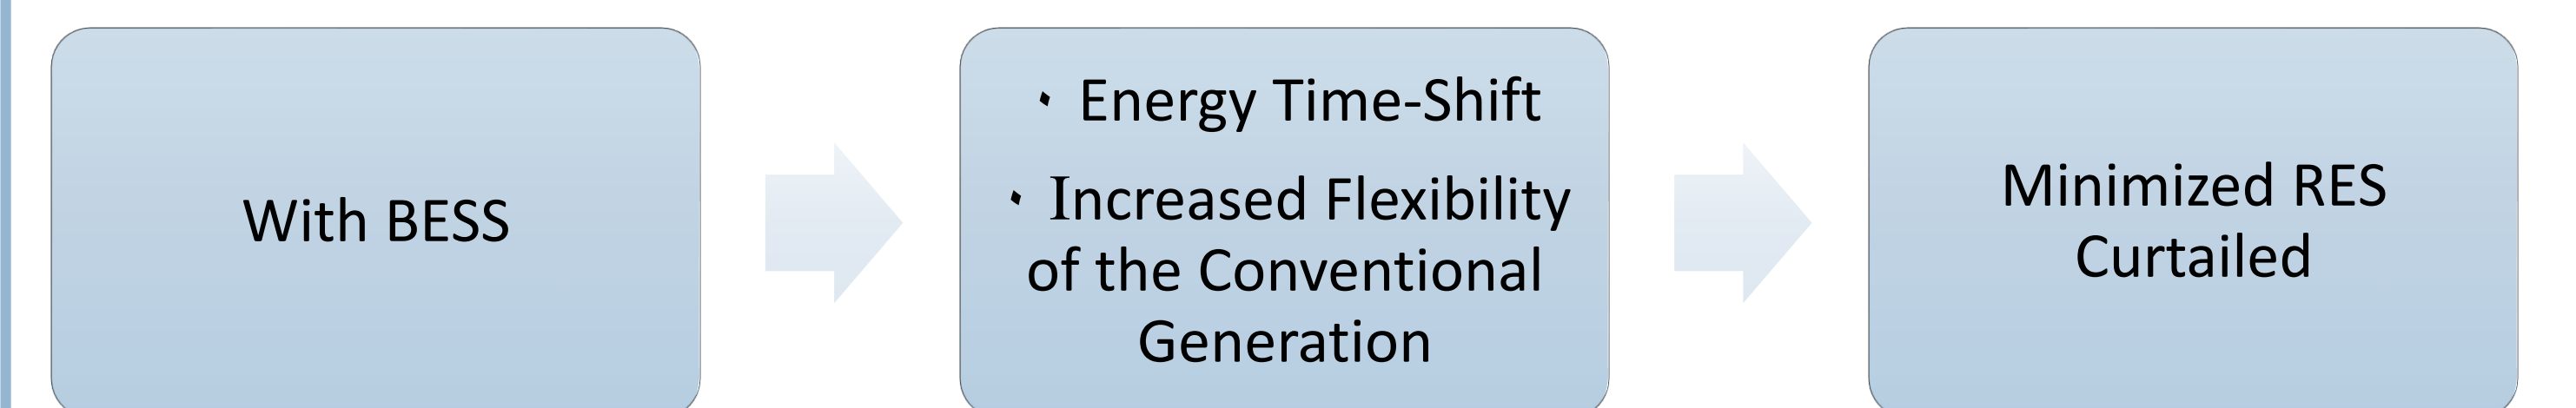 With BESS
· Energy Time-Shift
· Increased Flexibility
of the Conventional
Generation
Minimized RES
Curtailed